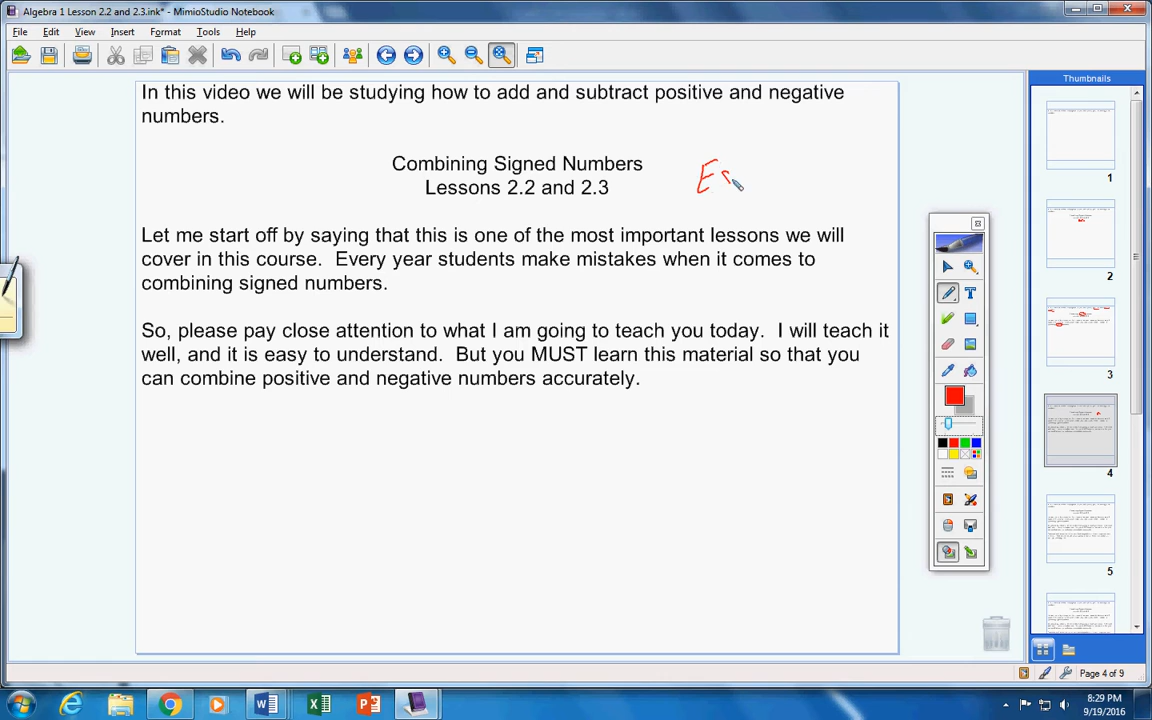 Algebra 1 Lesson 2.2 and 2.3.ink* - MimioStudio Notebook
File Edit View Insert Format Tools Help
In this video we will be studying how to add and subtract positive and negative
numbers.
Combining Signed Numbers
Lessons 2.2 and 2.3
Let me start off by saying that this is one of the most important lessons we will
cover in this course. Every year students make mistakes when it comes to
combining signed numbers.
So, please pay close attention to what I am going to teach you today. I will teach it
well, and it is easy to understand. But you MUST learn this material so that you
can combine positive and negative numbers accurately.
Thumbnails
1
2
3
4
5
Page 4 of 9
8:29 PM
9/19/2016